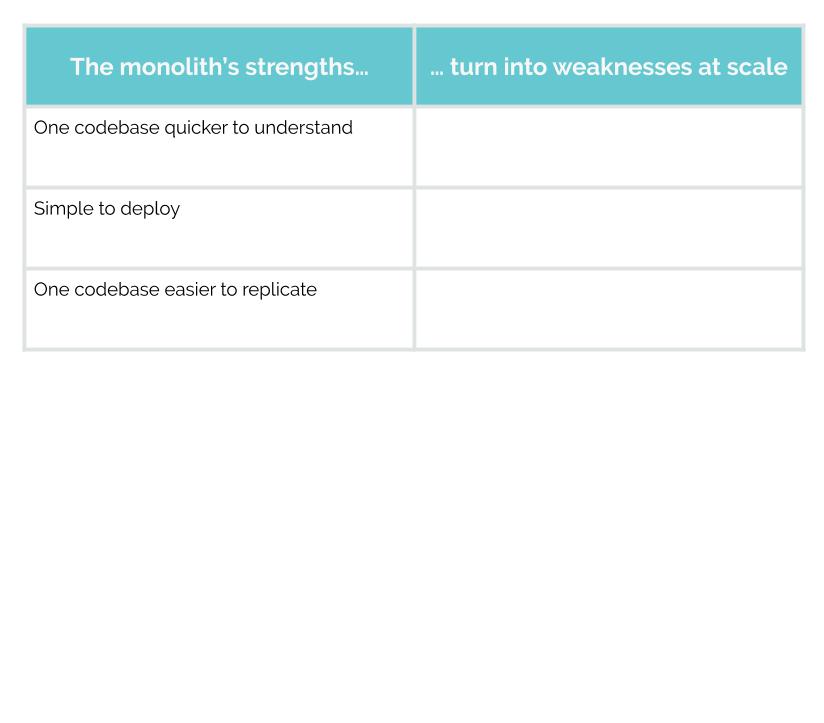 The monolith’s strengths...
... turn into weaknesses at scale
One codebase quicker to understand
Simple to deploy
One codebase easier to replicate